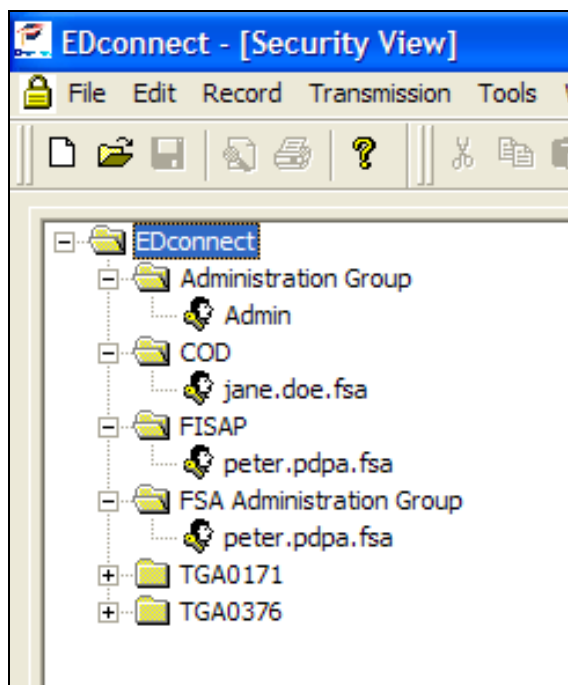 EDconnect - [Security View]
File Edit Record Transmission Tools
EDconnect
Administration Group
Admin
COD
jane.doe.fsa
FISAP
peter.pdpa.fsa
FSA Administration Group
peter.pdpa.fsa
TGA0171
TGA0376